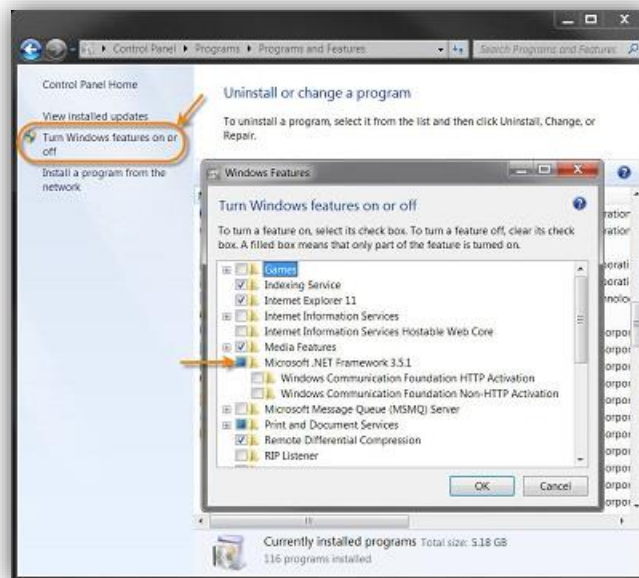 Control Panel
Programs
Programs and Features
Search Programs and Features
Control Panel Home
View installed updates
Turn Windows features on or
off
Install a program from the
network
Uninstall or change a program
To uninstall a program, select it from the list and then click Uninstall, Change, or
Repair.
Windows Features
Turn Windows features on or off
To turn a feature on, select its check box. To turn a feature off, clear its check
box. A filled box means that only part of the feature is turned on.
Games
Indexing Service
Internet Explorer 11
Internet Information Services
Internet Information Services Hostable Web Core
Media Features
Microsoft .NET Framework 3.5.1
Windows Communication Foundation HTTP Activation
Windows Communication Foundation Non-HTTP Activation
Microsoft Message Queue (MSMQ) Server
Print and Document Services
Remote Differential Compression
RIP Listener
OK
Cancel
Currently installed programs Total size: 5.18 GB
116 programs installed